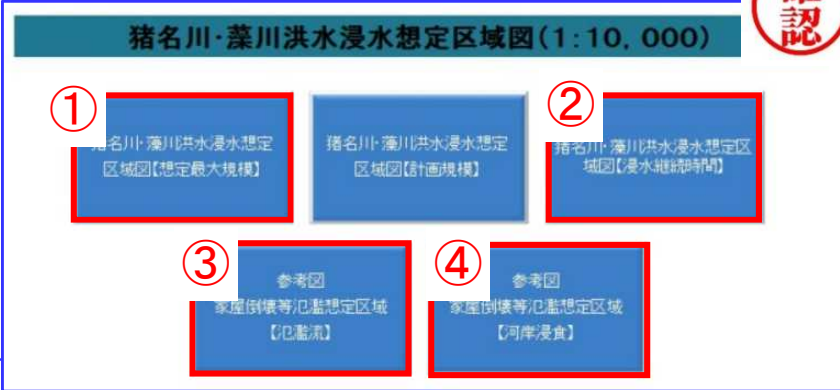 認
猪名川・藻川洪水浸水想定区域図(1:10,000)
①
名川・藻川洪水浸水想定
区域図【想定最大規模】
猪名川・藻川洪水浸水想定
区域図【計画規模】
②
猪名川・藻川洪水浸水想定区
域図【浸水継続時間】
③
参考図
家屋倒壊等氾濫想定区域
【氾濫流】
④
参考図
家屋倒壊等氾濫想定区域
【河岸浸食】